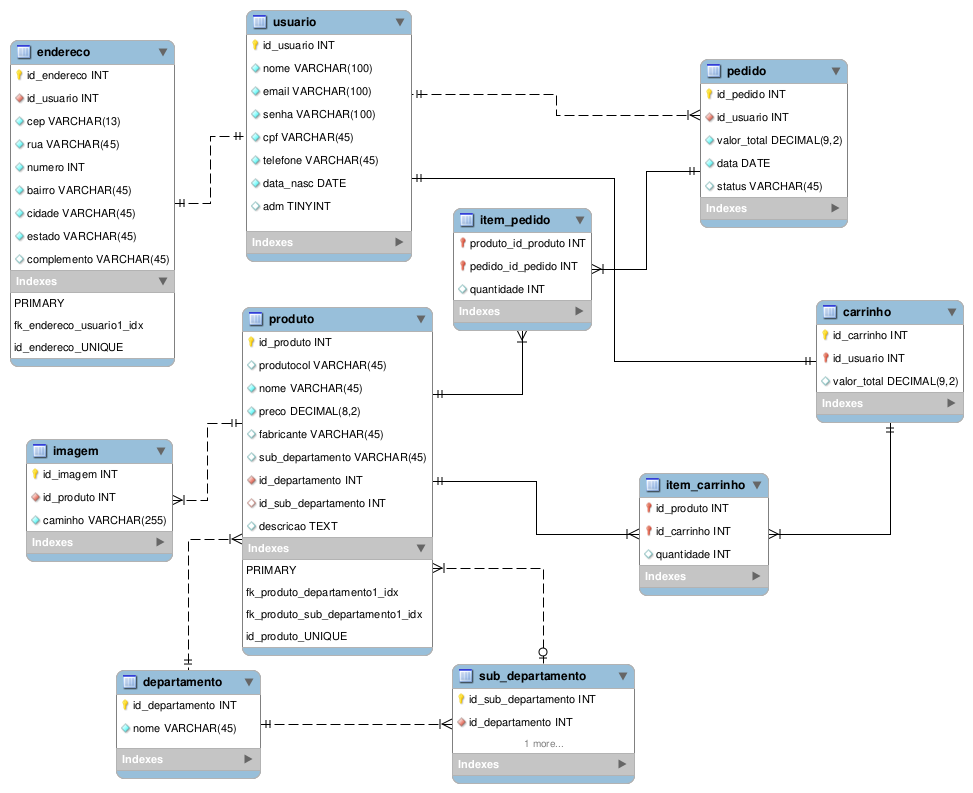 endereco
id_endereco INT
id_usuario INT
cep VARCHAR(13)
rua VARCHAR(45)
numero INT
bairro VARCHAR(45)
cidade VARCHAR(45)
estado VARCHAR(45)
complemento VARCHAR(45)
Indexes
PRIMARY
fk_endereco_usuario1_idx
id_endereco_UNIQUE
usuario
id_usuario INT
nome VARCHAR(100)
email VARCHAR(100)
senha VARCHAR(100)
cpf VARCHAR(45)
telefone VARCHAR(45)
data_nasc DATE
adm TINYINT
Indexes
pedido
id_pedido INT
id_usuario INT
valor_total DECIMAL(9,2)
data DATE
status VARCHAR(45)
Indexes
item_pedido
produto_id_produto INT
pedido_id_pedido INT
quantidade INT
Indexes
produto
id_produto INT
produtocol VARCHAR(45)
nome VARCHAR(45)
preco DECIMAL(8,2)
fabricante VARCHAR(45)
sub_departamento VARCHAR(45)
id_departamento INT
id_sub_departamento INT
descricao TEXT
Indexes
PRIMARY
fk_produto_departamento1_idx
fk_produto_sub_departamento1_idx
id_produto_UNIQUE
carrinho
id_carrinho INT
id_usuario INT
valor_total DECIMAL(9,2)
Indexes
imagem
id_imagem INT
id_produto INT
caminho VARCHAR(255)
Indexes
item_carrinho
id_produto INT
id_carrinho INT
quantidade INT
Indexes
departamento
id_departamento INT
nome VARCHAR(45)
Indexes
sub_departamento
id_sub_departamento INT
id_departamento INT
1 more...
Indexes